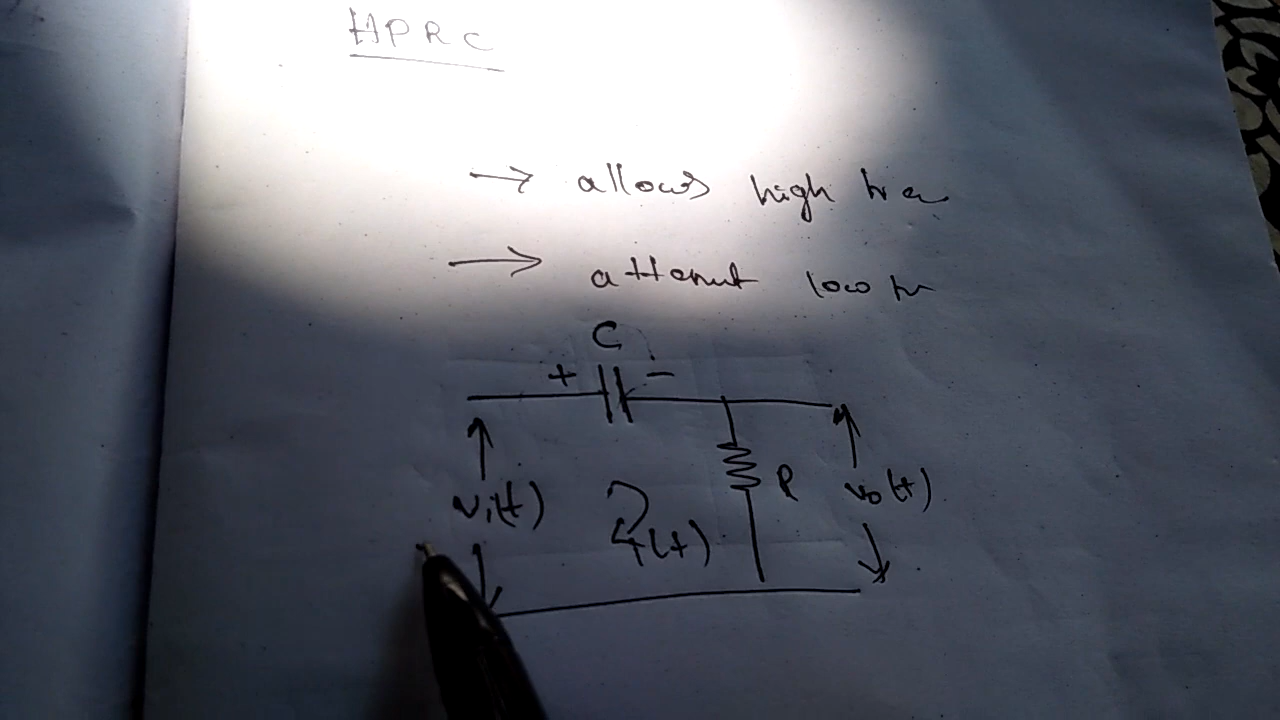 HPRC
→ allows high fre
→ attenut low fr
C
+ -
vi(t) i(t) R vo(t)